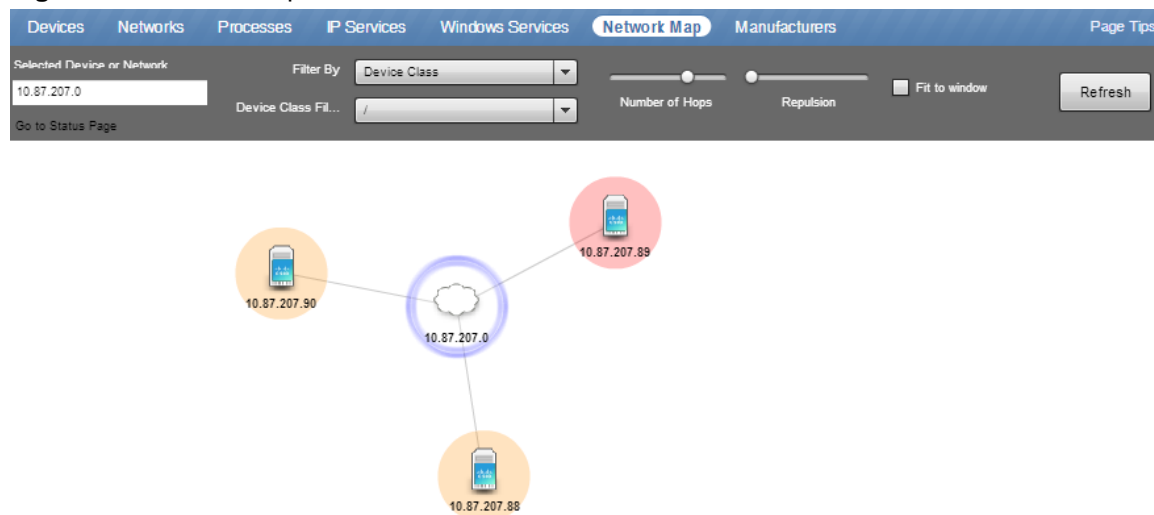 Devices Networks Processes IP Services Windows Services Network Map Manufacturers Page Tips
Selected Device or Network
10.87.207.0
Go to Status Page
Filter By Device Class
Device Class Fil... /
Number of Hops
Repulsion
Fit to window
Refresh
10.87.207.89
10.87.207.90
10.87.207.0
10.87.207.88